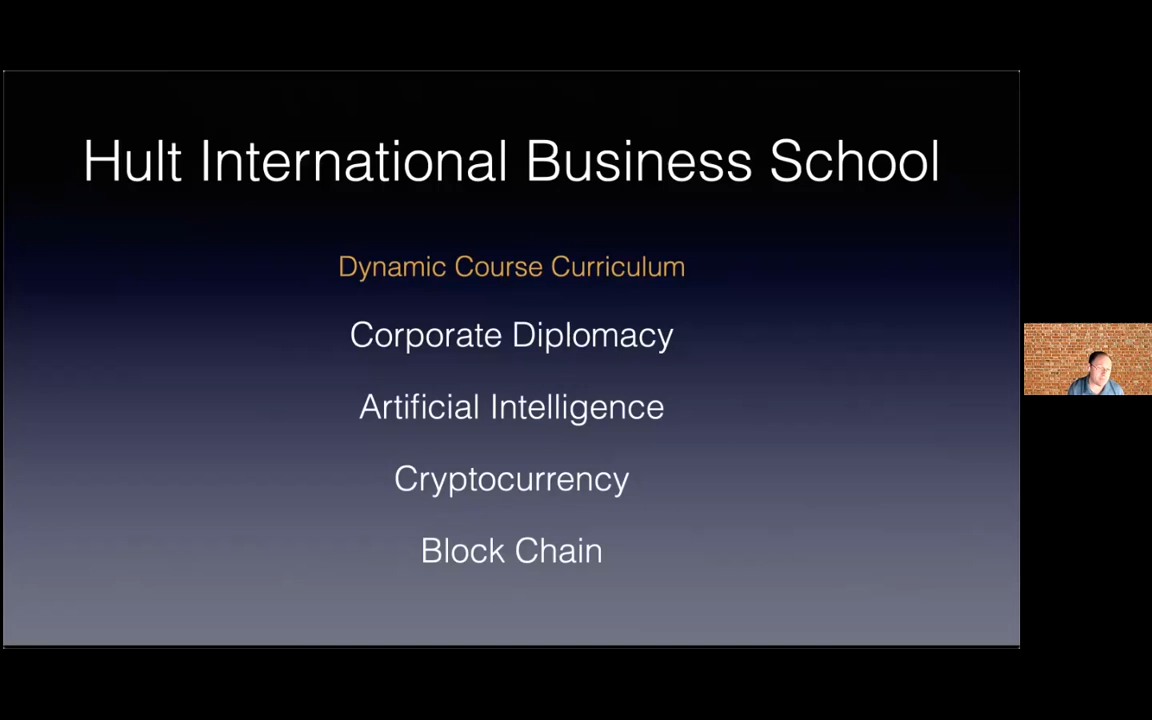 Hult International Business School
Dynamic Course Curriculum
Corporate Diplomacy
Artificial Intelligence
Cryptocurrency
Block Chain